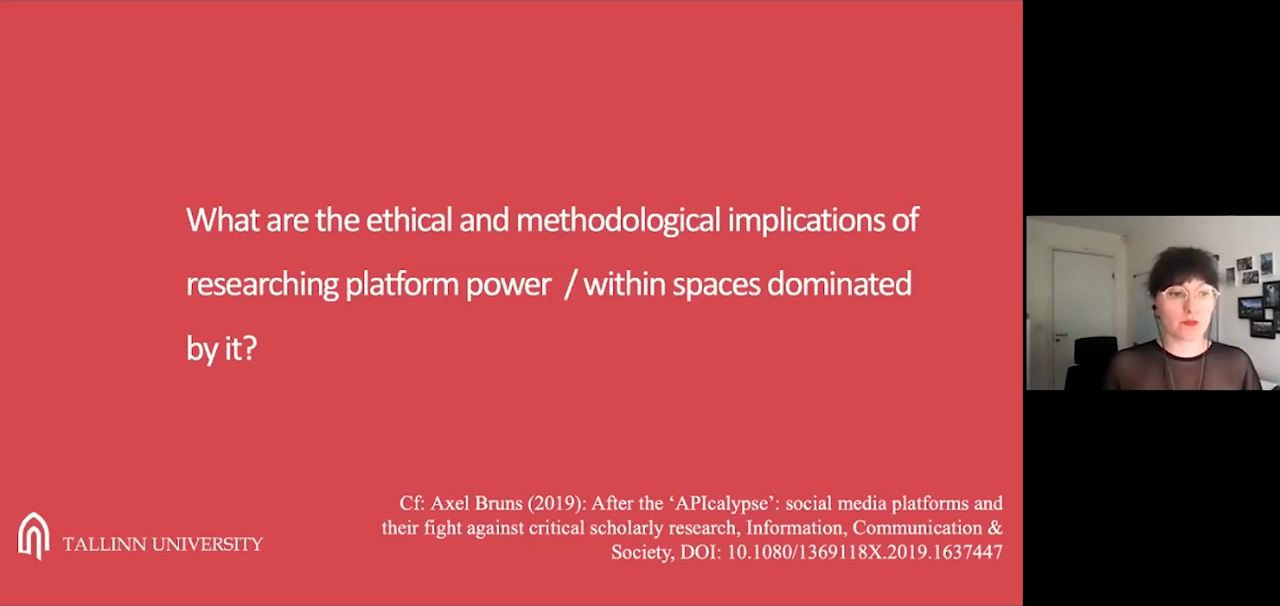 What are the ethical and methodological implications of
researching platform power / within spaces dominated
by it?
Cf: Axel Bruns (2019): After the ‘APIcalypse’: social media platforms and
their fight against critical scholarly research, Information, Communication &
Society, DOI: 10.1080/1369118X.2019.1637447
TALLINN UNIVERSITY